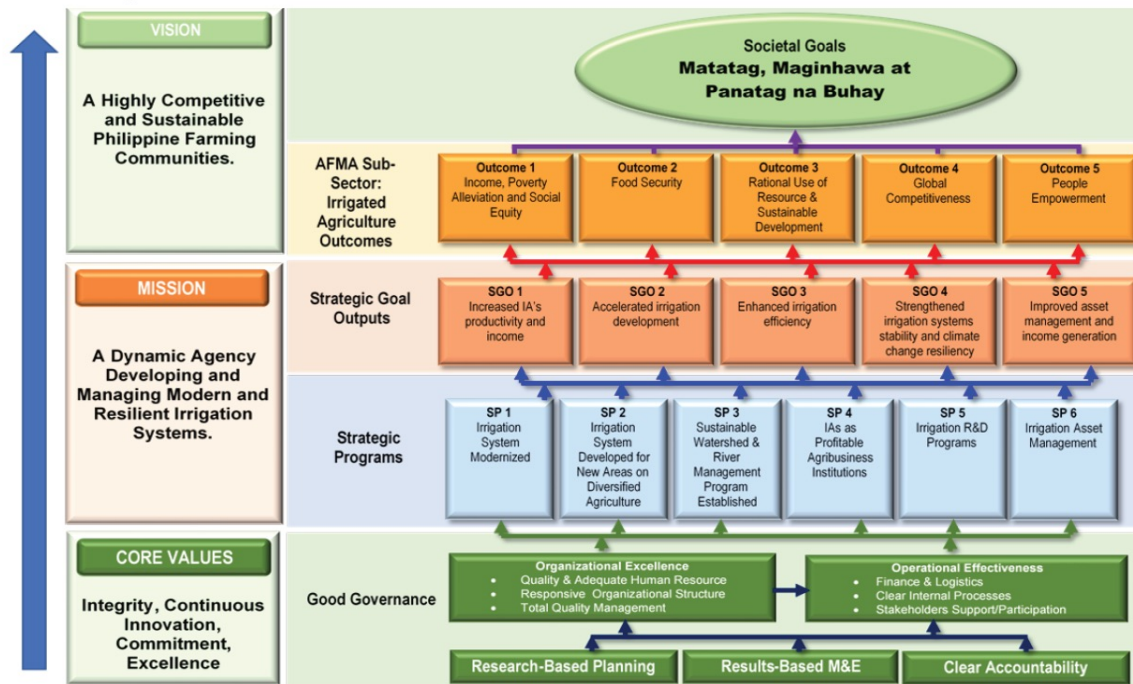 VISION
A Highly Competitive
and Sustainable
Philippine Farming
Communities.
Societal Goals
Matatag, Maginhawa at
Panatag na Buhay
AFMA Sub-
Sector:
Irrigated
Agriculture
Outcomes
Outcome 1
Income, Poverty
Alleviation and Social
Equity
Outcome 2
Food Security
Outcome 3
Rational Use of
Resource &
Sustainable
Development
Outcome 4
Global
Competitiveness
Outcome 5
People
Empowerment
MISSION
A Dynamic Agency
Developing and
Managing Modern and
Resilient Irrigation
Systems.
Strategic Goal
Outputs
SGO 1
Increased IA's
productivity and
income
SGO 2
Accelerated irrigation
development
SGO 3
Enhanced irrigation
efficiency
SGO 4
Strengthened
irrigation systems
stability and climate
change resiliency
SGO 5
Improved asset
management and
income generation
Strategic
Programs
SP 1
Irrigation
System
Modernized
SP 2
Irrigation
System
Developed for
New Areas on
Diversified
Agriculture
SP 3
Sustainable
Watershed &
River
Management
Program
Established
SP 4
IAs as
Profitable
Agribusiness
Institutions
SP 5
Irrigation R&D
Programs
SP 6
Irrigation Asset
Management
CORE VALUES
Integrity, Continuous
Innovation,
Commitment,
Excellence
Good Governance
Organizational Excellence
• Quality & Adequate Human Resource
• Responsive Organizational Structure
• Total Quality Management
Operational Effectiveness
• Finance & Logistics
• Clear Internal Processes
• Stakeholders Support/Participation
Research-Based Planning
Results-Based M&E
Clear Accountability